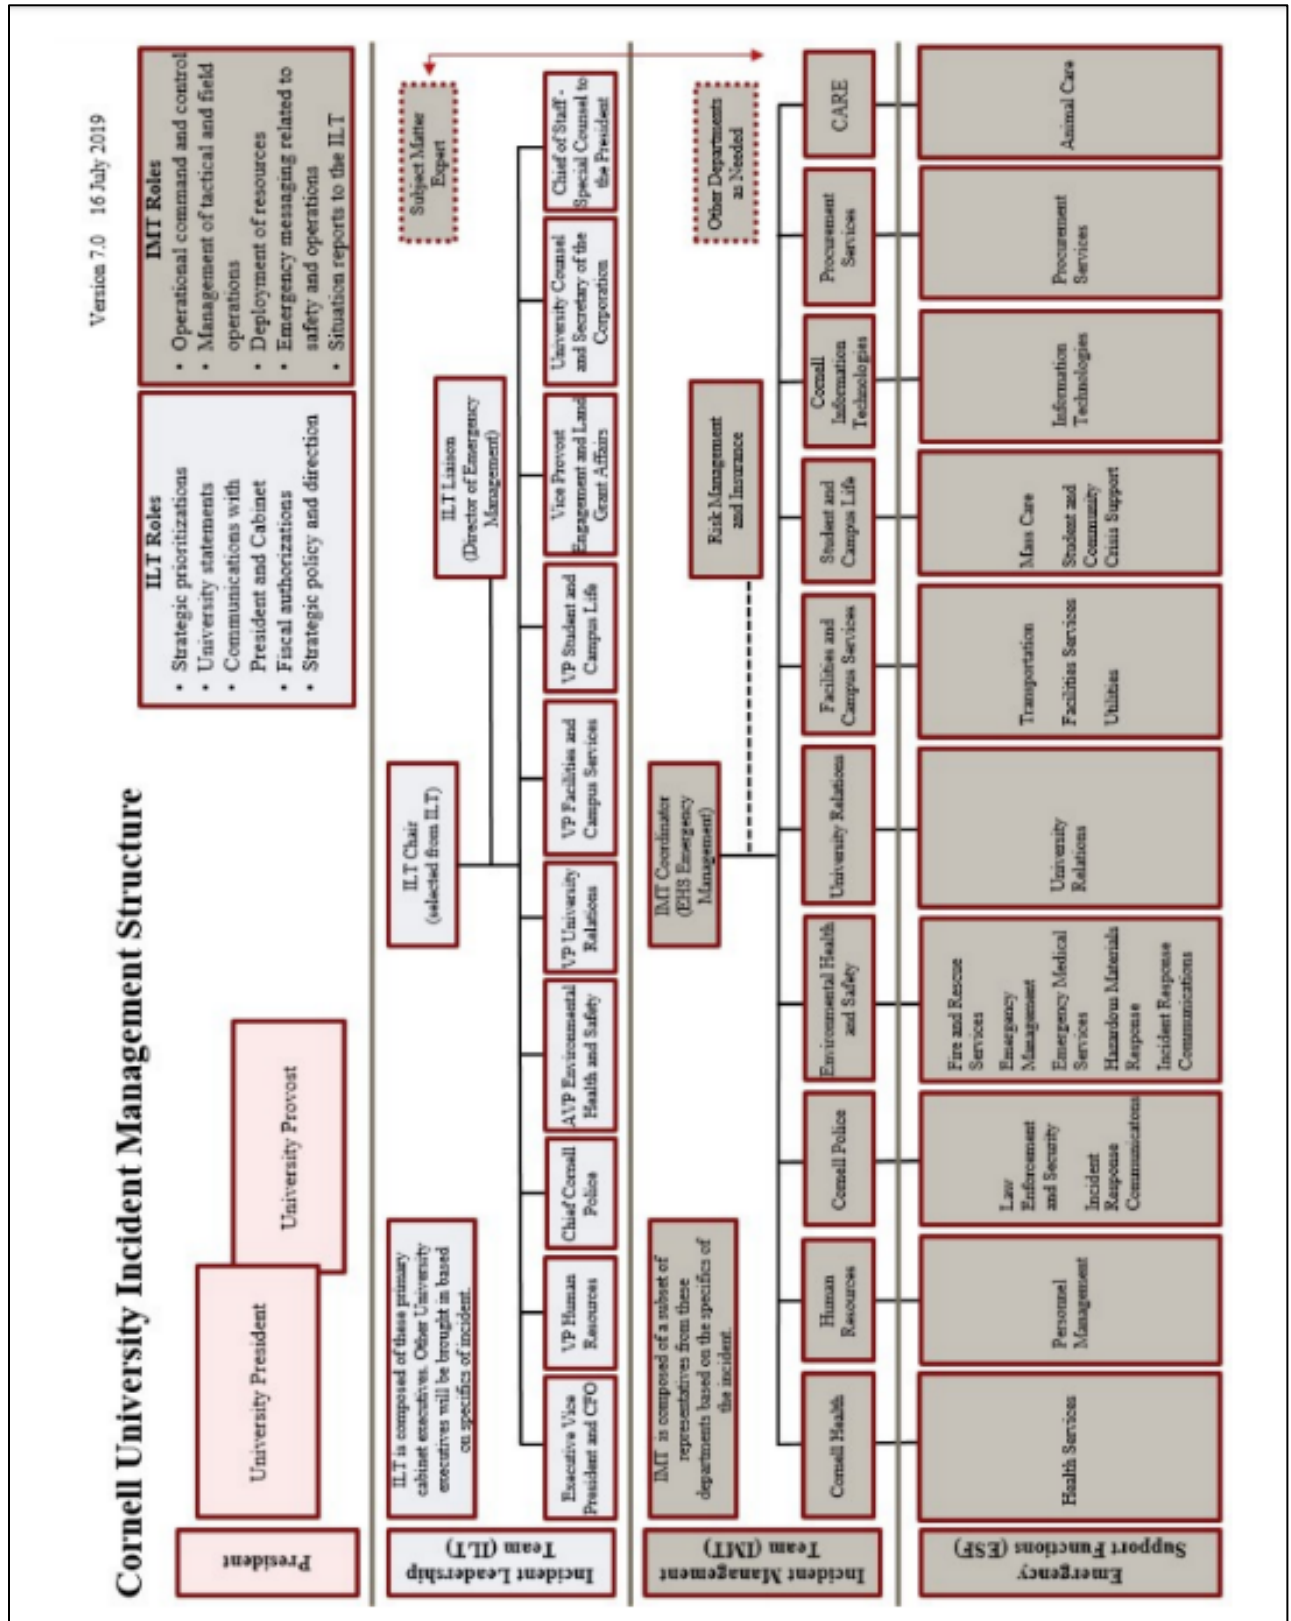 Cornell University Incident Management Structure
Version 7.0 16 July 2019
President
University President
University Provost
ILT Roles
• Strategic prioritizations
• University statements
• Communications with
President and Cabinet
• Fiscal authorizations
• Strategic policy and direction
IMT Roles
• Operational command and control
• Management of tactical and field
operations
• Deployment of resources
• Emergency messaging related to
safety and operations
• Situation reports to the ILT
Incident Leadership
Team (ILT)
ILT is composed of these primary
cabinet executives. Other University
executives will be brought in based
on specifics of incident.
ILT Chair
(selected from ILT)
ILT Liaison
(Director of Emergency
Management)
Subject Matter
Expert
Executive Vice
President and CFO
VP Human
Resources
Chief Cornell
Police
AVP Environmental
Health and Safety
VP University
Relations
VP Facilities and
Campus Services
VP Student and
Campus Life
Vice Provost
Engagement and Land
Grant Affairs
University Counsel
and Secretary of the
Corporation
Chief of Staff -
Special Counsel to
the President
Incident Management
Team (IMT)
IMT is composed of a subset of
representatives from these
departments based on the specifics of
the incident.
IMT Coordinator
(EHS Emergency
Management)
Risk Management
and Insurance
Other Departments
as Needed
Cornell Health
Human
Resources
Cornell Police
Environmental Health
and Safety
University Relations
Facilities and
Campus Services
Student and
Campus Life
Cornell
Information
Technologies
Procurement
Services
CARE
Emergency
Support Functions (ESF)
Health Services
Personnel
Management
Law
Enforcement
and Security
Incident
Response
Communications
Fire and Rescue
Services
Emergency
Management
Emergency Medical
Services
Hazardous Materials
Response
Incident Response
Communications
University
Relations
Transportation
Facilities Services
Utilities
Mass Care
Student and
Community
Crisis Support
Information
Technologies
Procurement
Services
Animal Care